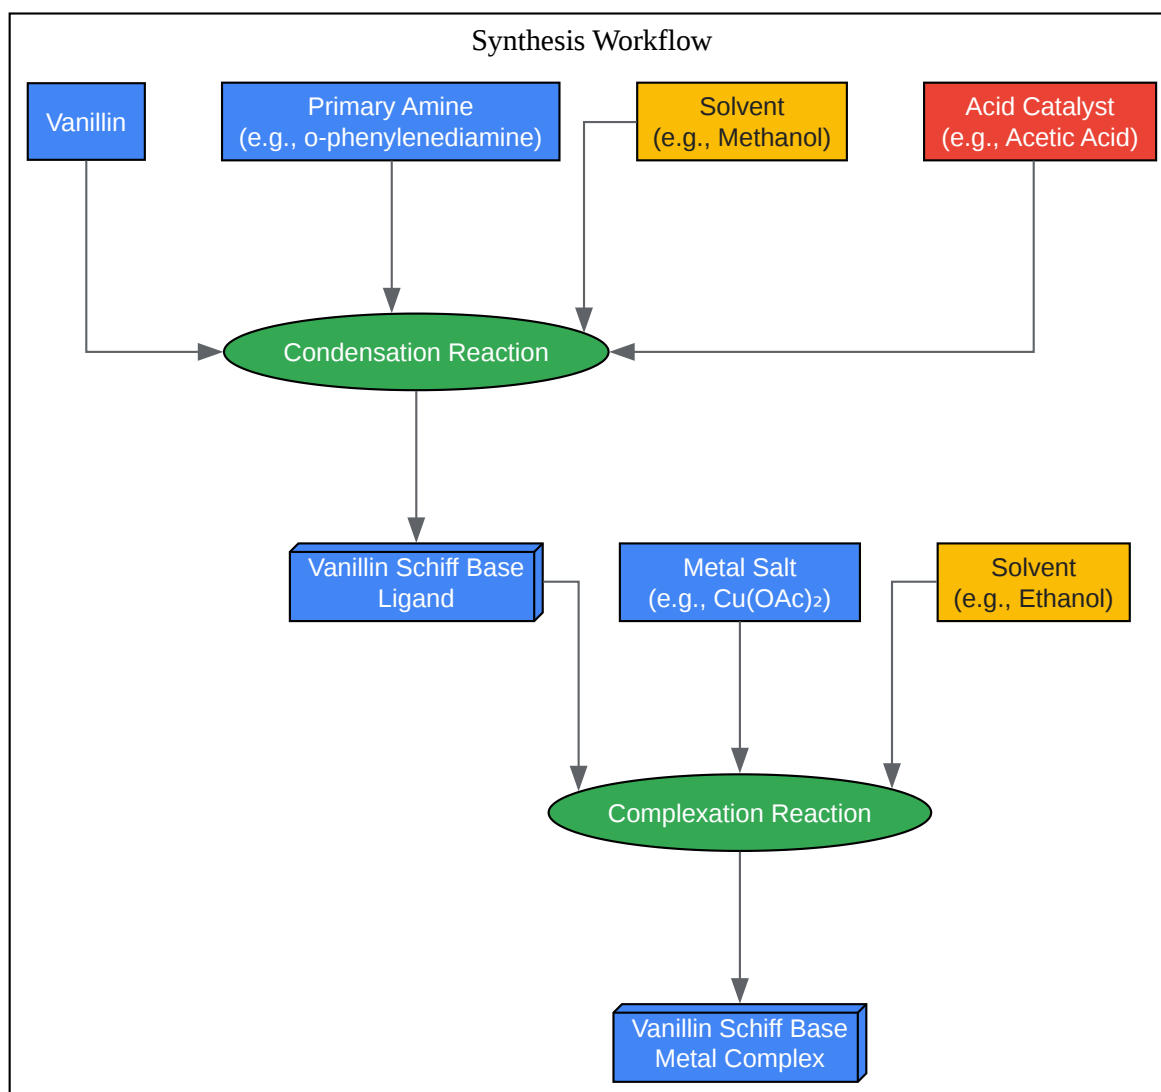 Synthesis Workflow
Vanillin
Primary Amine
(e.g., o-phenylenediamine)
Solvent
(e.g., Methanol)
Acid Catalyst
(e.g., Acetic Acid)
Condensation Reaction
Vanillin Schiff Base
Ligand
Metal Salt
(e.g., Cu(OAc)₂)
Solvent
(e.g., Ethanol)
Complexation Reaction
Vanillin Schiff Base
Metal Complex